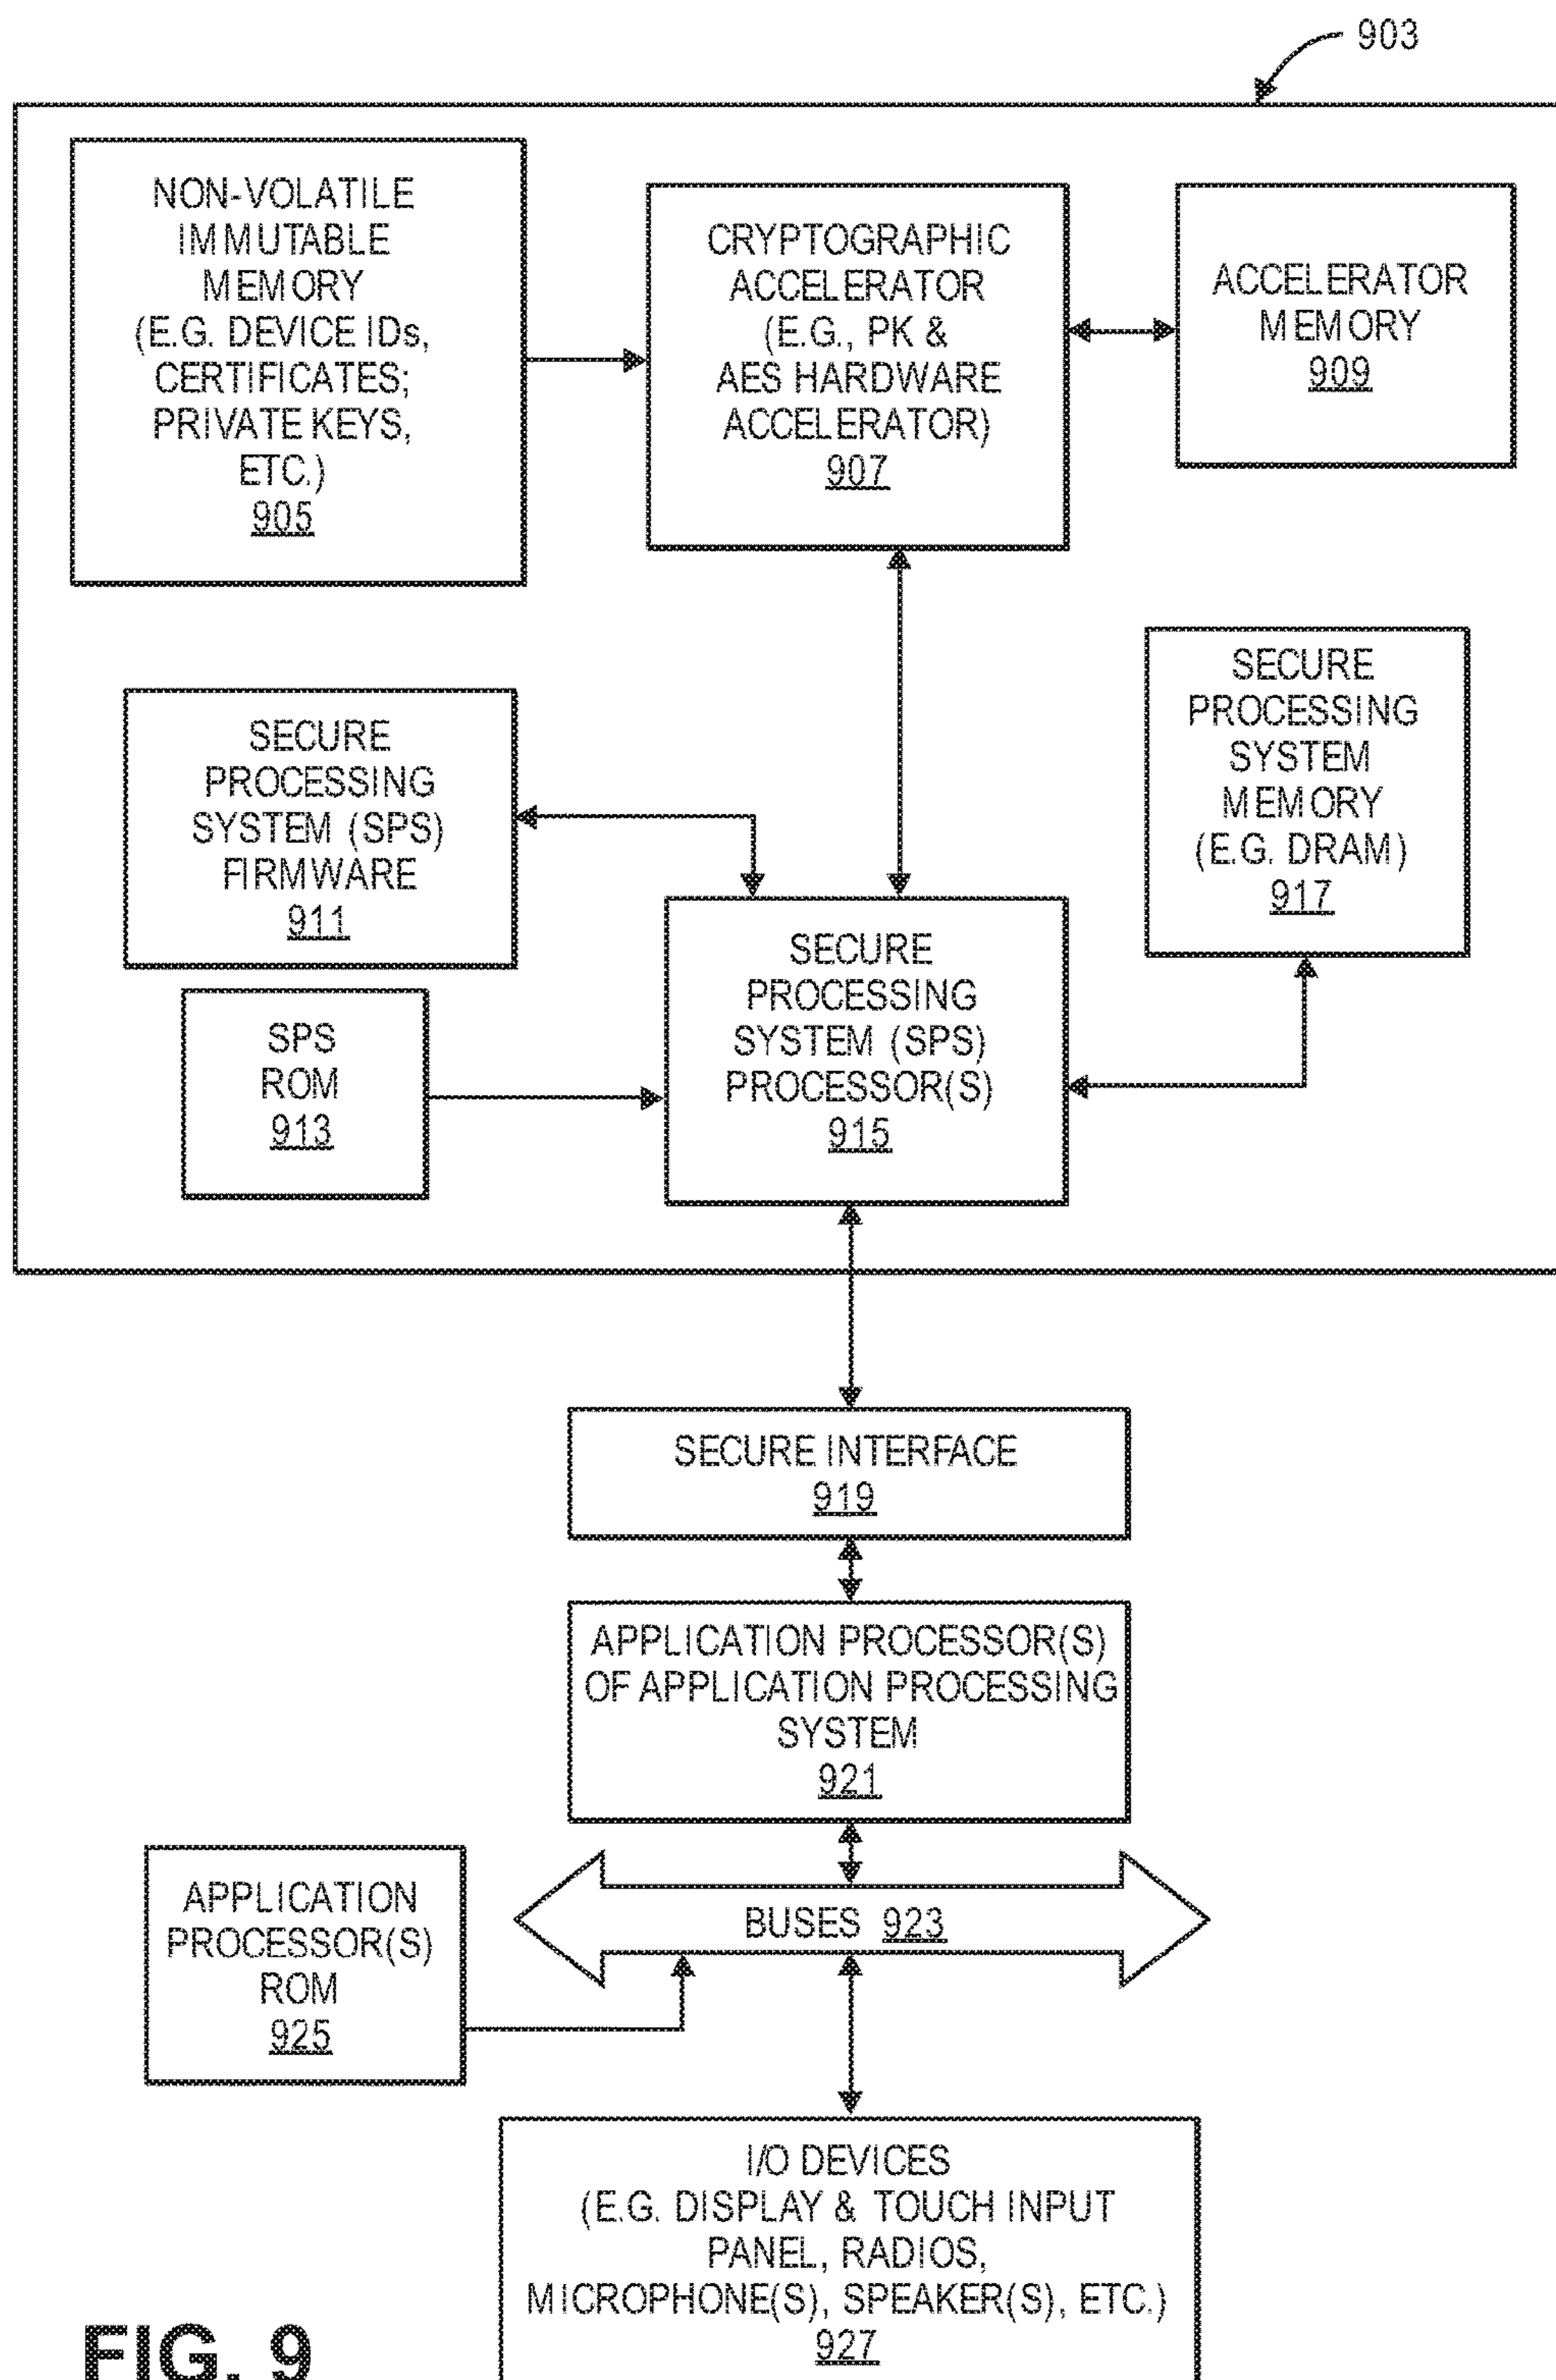 903
NON-VOLATILE
IMMUTABLE
MEMORY
(E.G. DEVICE IDs,
CERTIFICATES;
PRIVATE KEYS,
ETC.)
905
CRYPTOGRAPHIC
ACCELERATOR
(E.G., PK &
AES HARDWARE
ACCELERATOR)
907
ACCELERATOR
MEMORY
909
SECURE
PROCESSING
SYSTEM (SPS)
FIRMWARE
911
SECURE
PROCESSING
SYSTEM
MEMORY
(E.G. DRAM)
917
SPS
ROM
913
SECURE
PROCESSING
SYSTEM (SPS)
PROCESSOR(S)
915
SECURE INTERFACE
919
APPLICATION PROCESSOR(S)
OF APPLICATION PROCESSING
SYSTEM
921
APPLICATION
PROCESSOR(S)
ROM
925
BUSES 923
I/O DEVICES
(E.G. DISPLAY & TOUCH INPUT
PANEL, RADIOS,
MICROPHONE(S), SPEAKER(S), ETC.)
927
FIG. 9